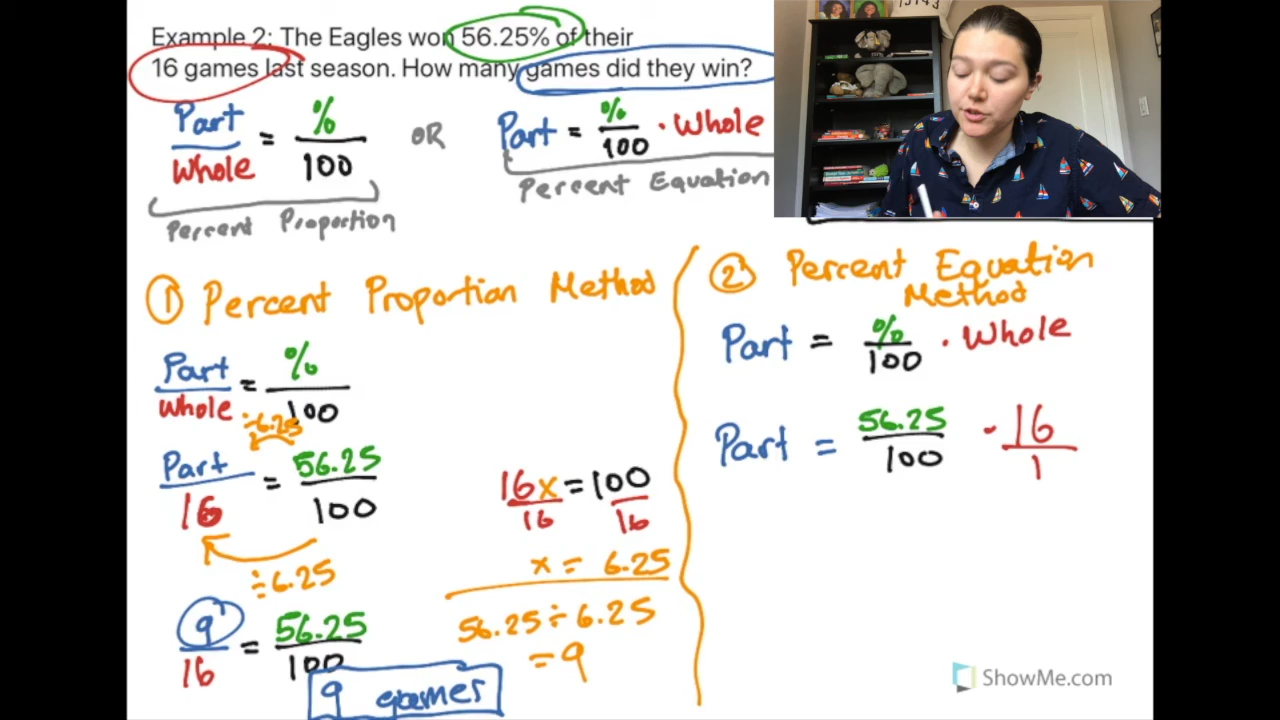 Example 2: The Eagles won 56.25% of their
16 games last season. How many games did they win?
Part
Whole
=
%
100
OR
Part = % / 100 · Whole
Percent Proportion
Percent Equation
① Percent Proportion Method
Part
Whole
=
%
100
÷6.25
Part
16
=
56.25
100
÷6.25
9
16
=
56.25
100
9 games
16x = 100
16 16
x = 6.25
56.25 ÷ 6.25
= 9
② Percent Equation
Method
Part = % / 100 · Whole
Part = 56.25 / 100 · 16 / 1
ShowMe.com